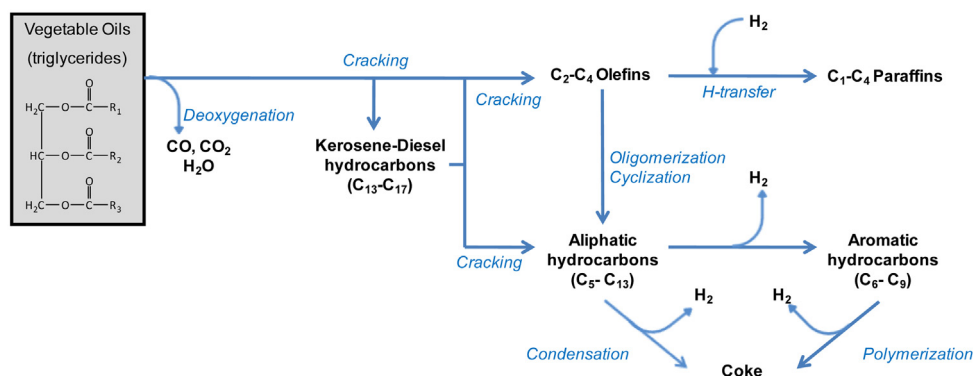 Vegetable Oils
(triglycerides)
O
H₂C—O—C—R₁
O
HC—O—C—R₂
O
H₂C—O—C—R₃
Deoxygenation
CO, CO₂
H₂O
Cracking
Kerosene-Diesel
hydrocarbons
(C₁₃–C₁₇)
Cracking
C₂–C₄ Olefins
H₂
H-transfer
C₁–C₄ Paraffins
Oligomerization
Cyclization
Cracking
Aliphatic
hydrocarbons
(C₅- C₁₃)
H₂
Aromatic
hydrocarbons
(C₆- C₉)
H₂
H₂
Condensation
Polymerization
Coke